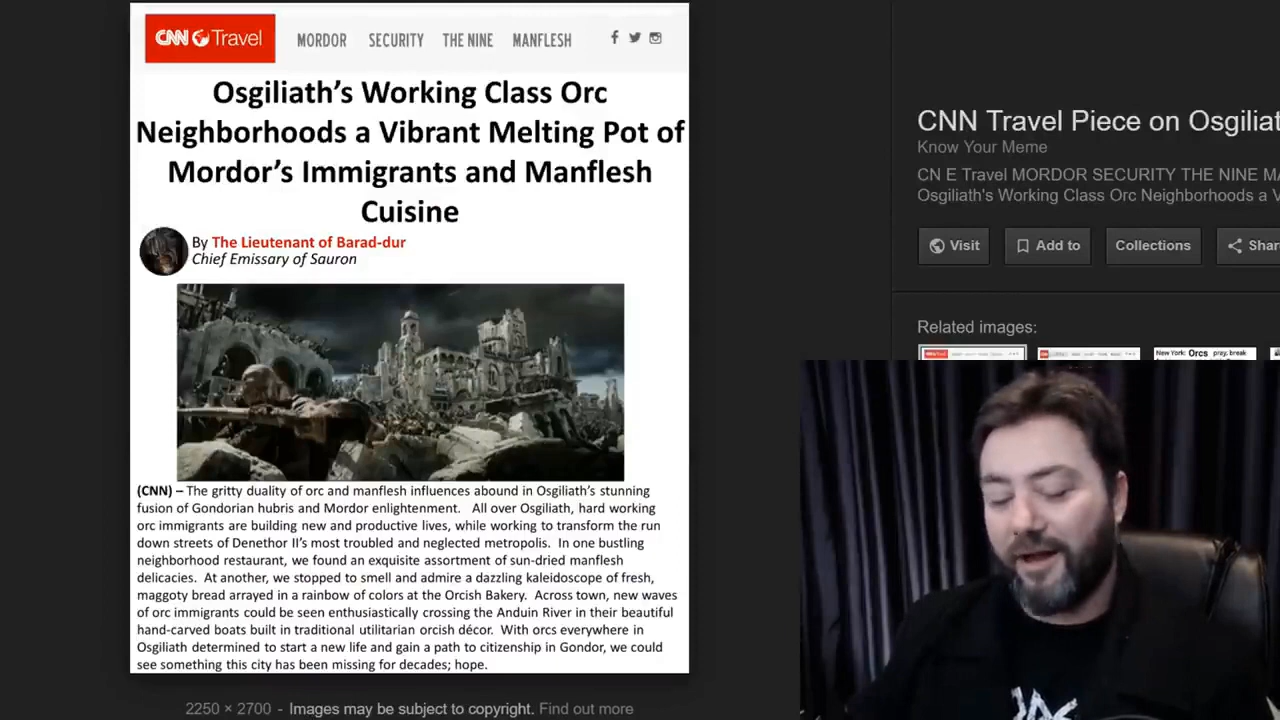 CNN Travel
MORDOR SECURITY THE NINE MANFLESH
Osgiliath's Working Class Orc
Neighborhoods a Vibrant Melting Pot of
Mordor's Immigrants and Manflesh
Cuisine
By The Lieutenant of Barad-dur
Chief Emissary of Sauron
(CNN) – The gritty duality of orc and manflesh influences abound in Osgiliath's stunning
fusion of Gondorian hubris and Mordor enlightenment. All over Osgiliath, hard working
orc immigrants are building new and productive lives, while working to transform the run
down streets of Denethor II's most troubled and neglected metropolis. In one bustling
neighborhood restaurant, we found an exquisite assortment of sun-dried manflesh
delicacies. At another, we stopped to smell and admire a dazzling kaleidoscope of fresh,
maggoty bread arrayed in a rainbow of colors at the Orcish Bakery. Across town, new waves
of orc immigrants could be seen enthusiastically crossing the Anduin River in their beautiful
hand-carved boats built in traditional utilitarian orcish décor. With orcs everywhere in
Osgiliath determined to start a new life and gain a path to citizenship in Gondor, we could
see something this city has been missing for decades; hope.
2250 × 2700 - Images may be subject to copyright. Find out more
CNN Travel Piece on Osgiliat
Know Your Meme
CN E Travel MORDOR SECURITY THE NINE MA
Osgiliath's Working Class Orc Neighborhoods a V
Visit Add to Collections Shar
Related images:
New York: Orcs pray, break